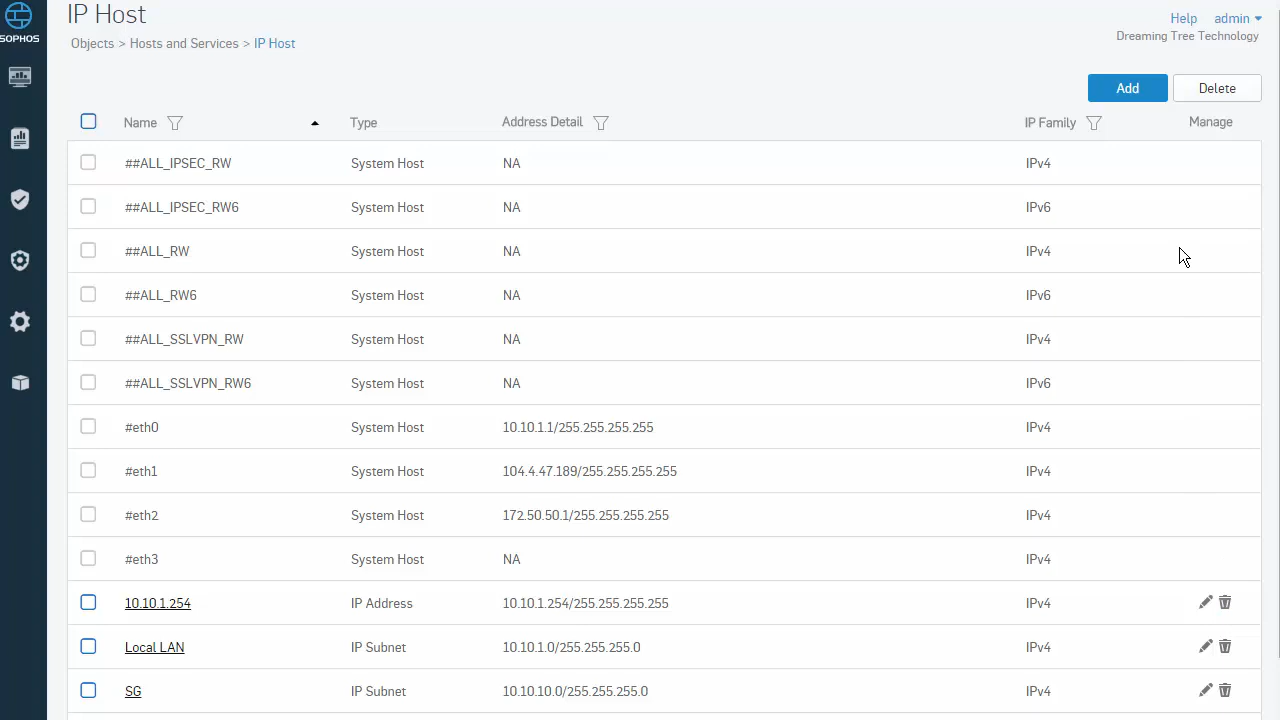 IP Host
Help admin
SOPHOS
Objects > Hosts and Services > IP Host
Dreaming Tree Technology
Add Delete
Name Type Address Detail IP Family Manage
##ALL_IPSEC_RW System Host NA IPv4
##ALL_IPSEC_RW6 System Host NA IPv6
##ALL_RW System Host NA IPv4
##ALL_RW6 System Host NA IPv6
##ALL_SSLVPN_RW System Host NA IPv4
##ALL_SSLVPN_RW6 System Host NA IPv6
#eth0 System Host 10.10.1.1/255.255.255.255 IPv4
#eth1 System Host 104.4.47.189/255.255.255.255 IPv4
#eth2 System Host 172.50.50.1/255.255.255.255 IPv4
#eth3 System Host NA IPv4
10.10.1.254 IP Address 10.10.1.254/255.255.255.255 IPv4
Local LAN IP Subnet 10.10.1.0/255.255.255.0 IPv4
SG IP Subnet 10.10.10.0/255.255.255.0 IPv4